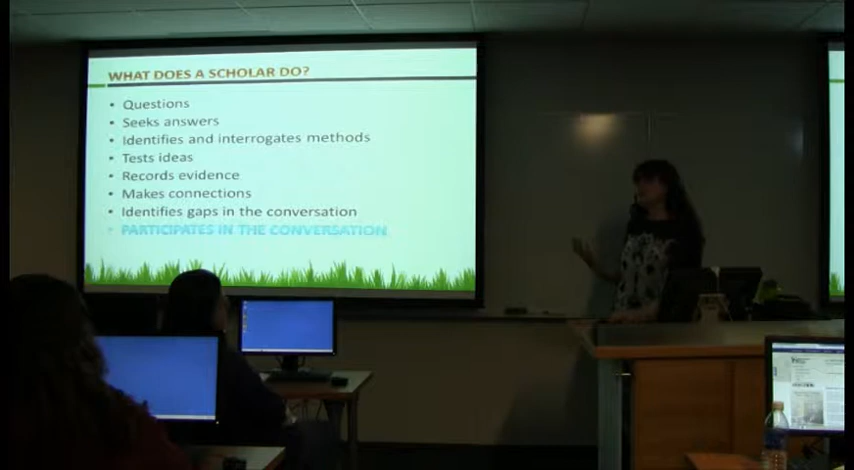 WHAT DOES A SCHOLAR DO?
• Questions
• Seeks answers
• Identifies and interrogates methods
• Tests ideas
• Records evidence
• Makes connections
• Identifies gaps in the conversation
• PARTICIPATES IN THE CONVERSATION